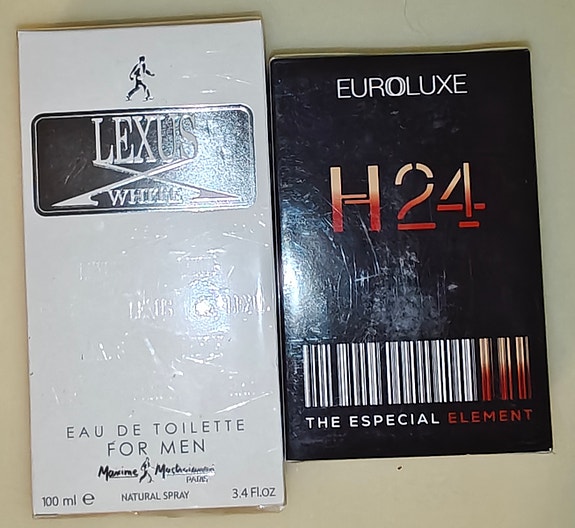 LEXUS
WHITE
LEXUS
EAU DE TOILETTE
FOR MEN
Maxime
PARIS
100 ml e NATURAL SPRAY 3.4 Fl.oz
EUROLUXE
H24
THE ESPECIAL ELEMENT